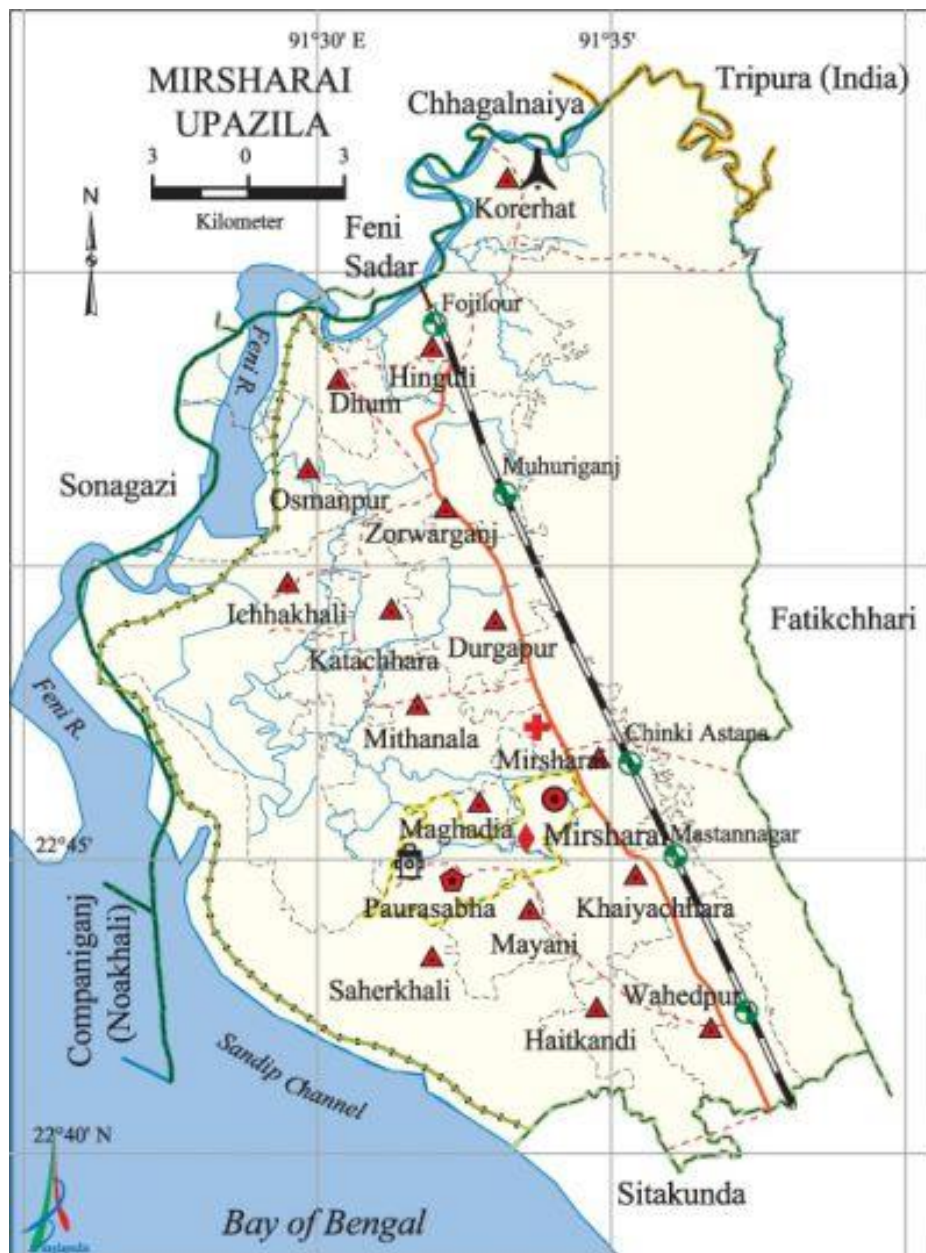 91°30' E
91°35'
MIRSHARAI
UPAZILA
Tripura (India)
Chhagalnaiya
3 0 3
Kilometer
N
Korerhat
Feni
Sadar
Fojilour
Feni R.
Hinguli
Dhum
Sonagazi
Muhuriganj
Osmanpur
Zorwarganj
Ichhakhali
Katachhara
Durgapur
Fatikchhari
Feni R.
Mithanala
Mirsharai
Chinki Astana
Maghadia
Mirsharai
Mastannagar
22°45'
Paurasabha
Khaiyachhara
Mayani
Companiganj
(Noakhali)
Saherkhali
Wahedpur
Haitkandi
Sandip Channel
22°40' N
Sitakunda
Bay of Bengal